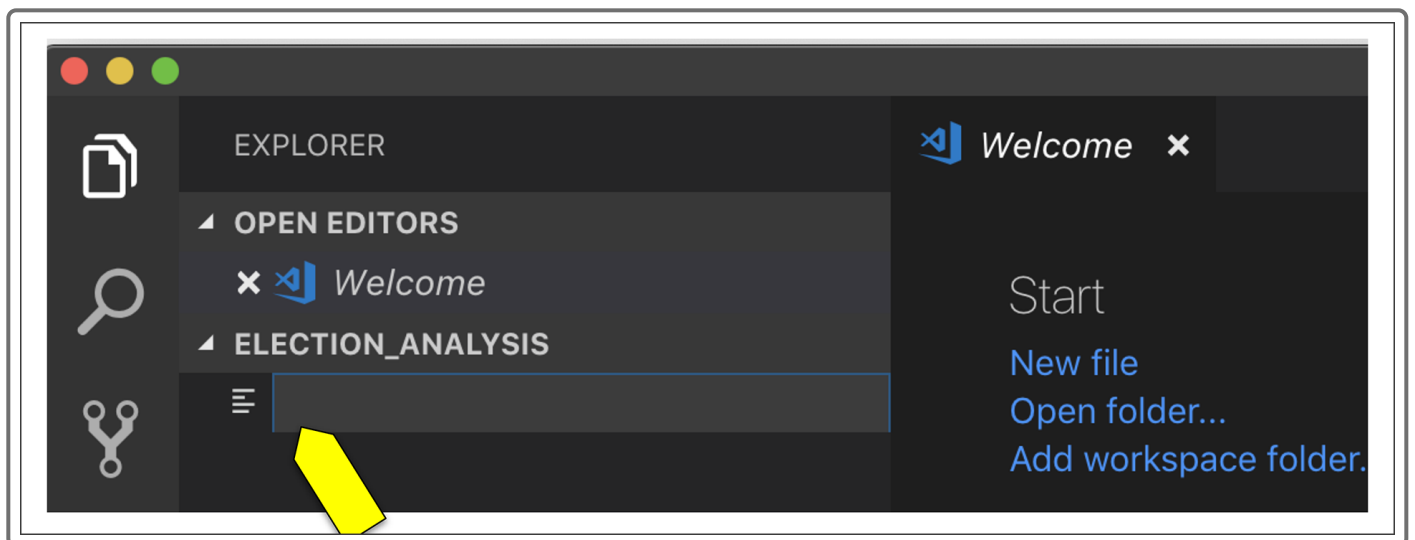 EXPLORER
OPEN EDITORS
Welcome
ELECTION_ANALYSIS
Welcome
Start
New file
Open folder...
Add workspace folder.